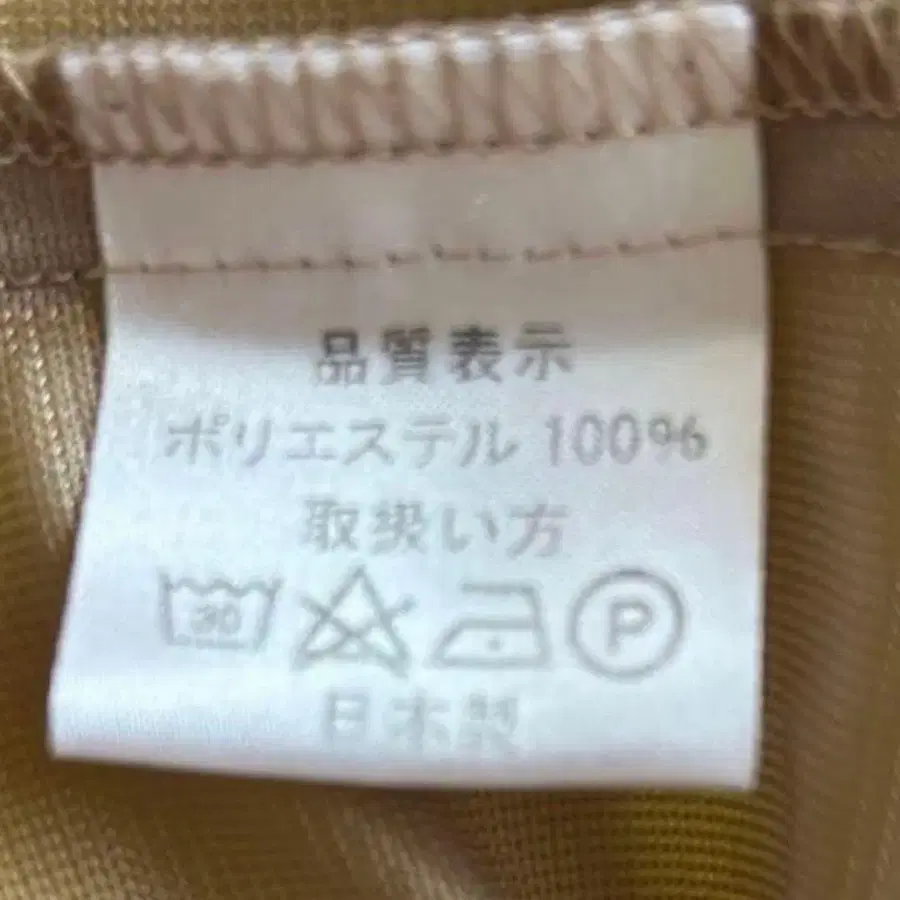 品質表示
ポリエステル 100%
取扱い方
30 P
日本製